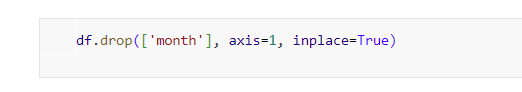 df.drop(['month'], axis=1, inplace=True)